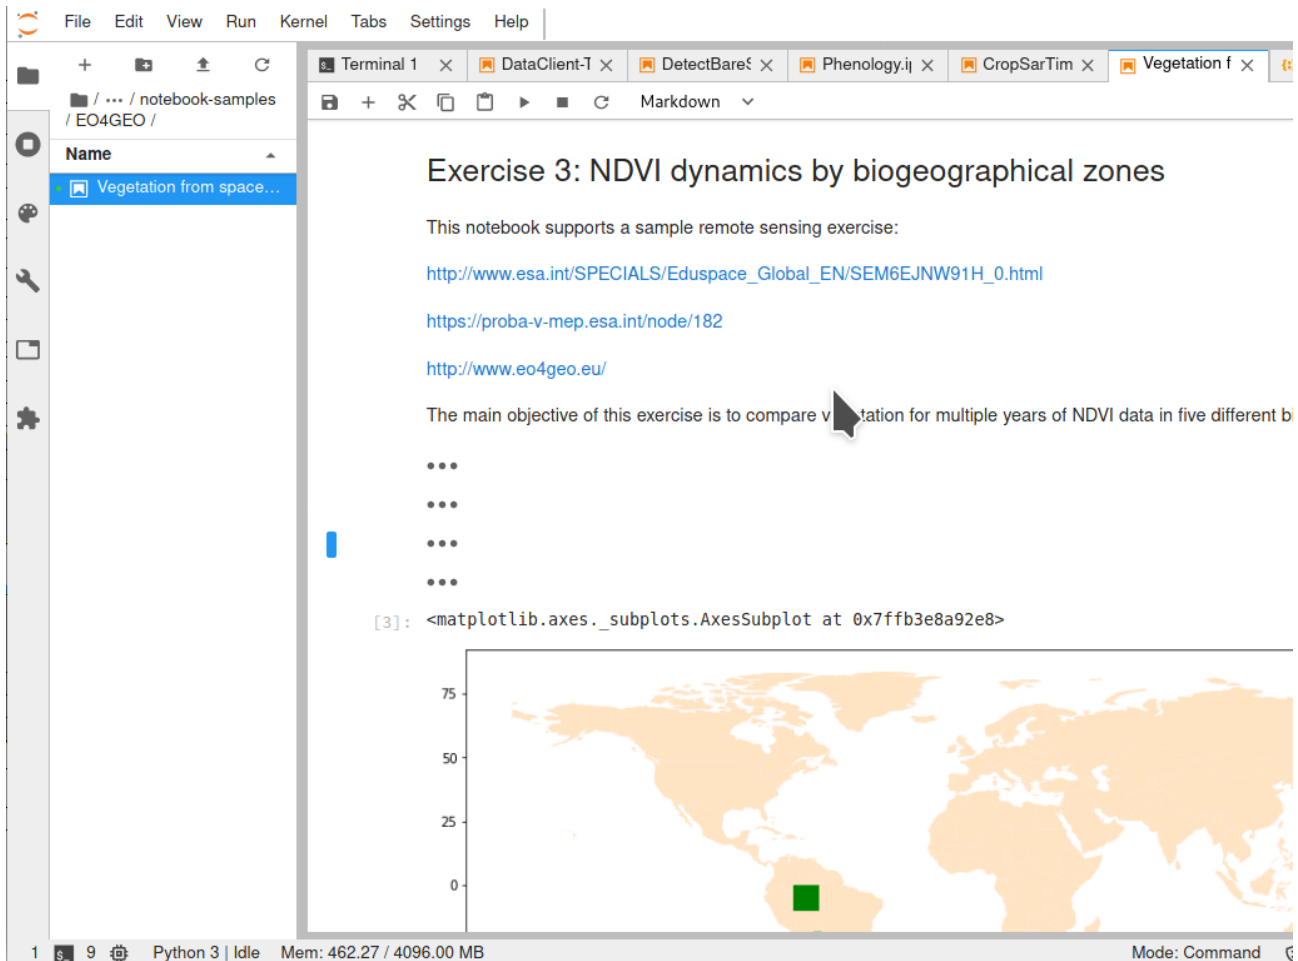 File Edit View Run Kernel Tabs Settings Help
Terminal 1 DataClient-T DetectBareS Phenology.i CropSarTim Vegetation f
/ ··· / notebook-samples
/ EO4GEO /
Markdown
Name
Vegetation from space…
Exercise 3: NDVI dynamics by biogeographical zones
This notebook supports a sample remote sensing exercise:
http://www.esa.int/SPECIALS/Eduspace_Global_EN/SEM6EJNW91H_0.html
https://proba-v-mep.esa.int/node/182
http://www.eo4geo.eu/
The main objective of this exercise is to compare v tation for multiple years of NDVI data in five different bi
[3]: <matplotlib.axes._subplots.AxesSubplot at 0x7ffb3e8a92e8>
75
50
25
0
1 9 Python 3 | Idle Mem: 462.27 / 4096.00 MB Mode: Command